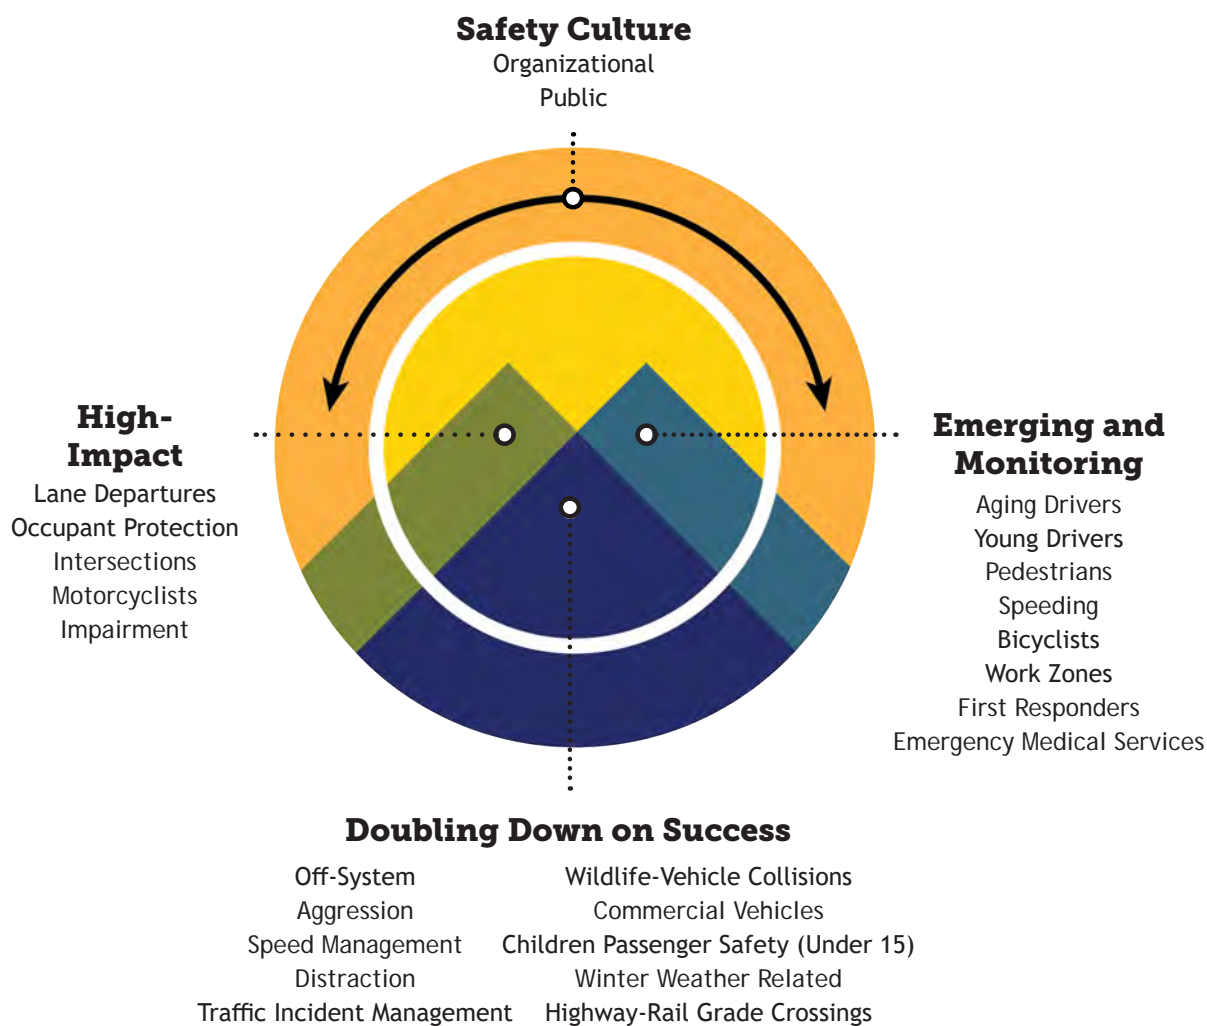 Safety Culture
Organizational
Public
High-
Impact
Lane Departures
Occupant Protection
Intersections
Motorcyclists
Impairment
Emerging and
Monitoring
Aging Drivers
Young Drivers
Pedestrians
Speeding
Bicyclists
Work Zones
First Responders
Emergency Medical Services
Doubling Down on Success
Off-System
Aggression
Speed Management
Distraction
Traffic Incident Management
Wildlife-Vehicle Collisions
Commercial Vehicles
Children Passenger Safety (Under 15)
Winter Weather Related
Highway-Rail Grade Crossings